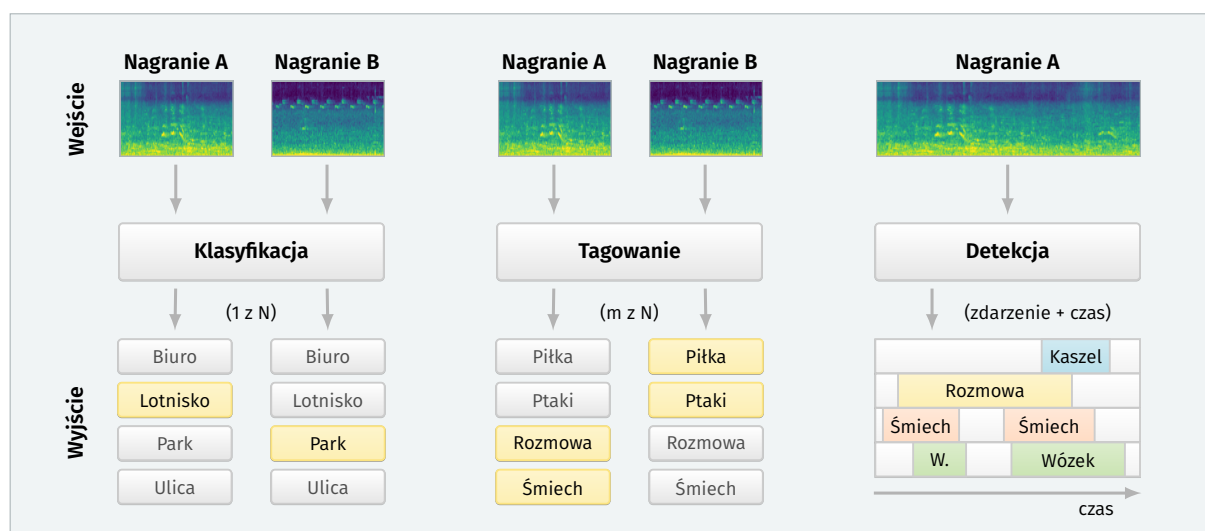 Wejście
Nagranie A
Nagranie B
Klasyfikacja
(1 z N)
Wyjście
Biuro
Lotnisko
Park
Ulica
Biuro
Lotnisko
Park
Ulica
Nagranie A
Nagranie B
Tagowanie
(m z N)
Piłka
Ptaki
Rozmowa
Śmiech
Piłka
Ptaki
Rozmowa
Śmiech
Nagranie A
Detekcja
(zdarzenie + czas)
Kaszel
Rozmowa
Śmiech Śmiech
W. Wózek
czas